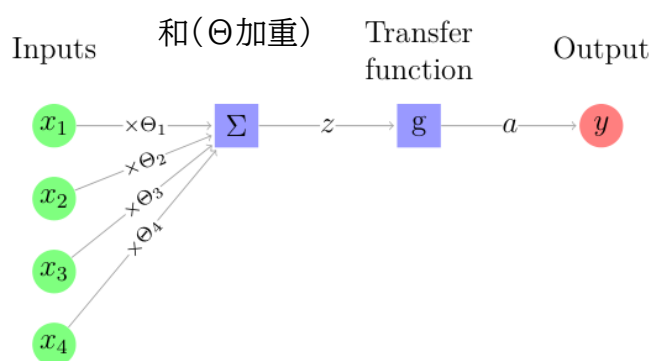 Inputs
和(Θ加重)
Transfer
function
Output
x₁
×Θ₁
Σ
z
g
a
y
x₂
×Θ₂
x₃
×Θ₃
x₄
×Θ₄